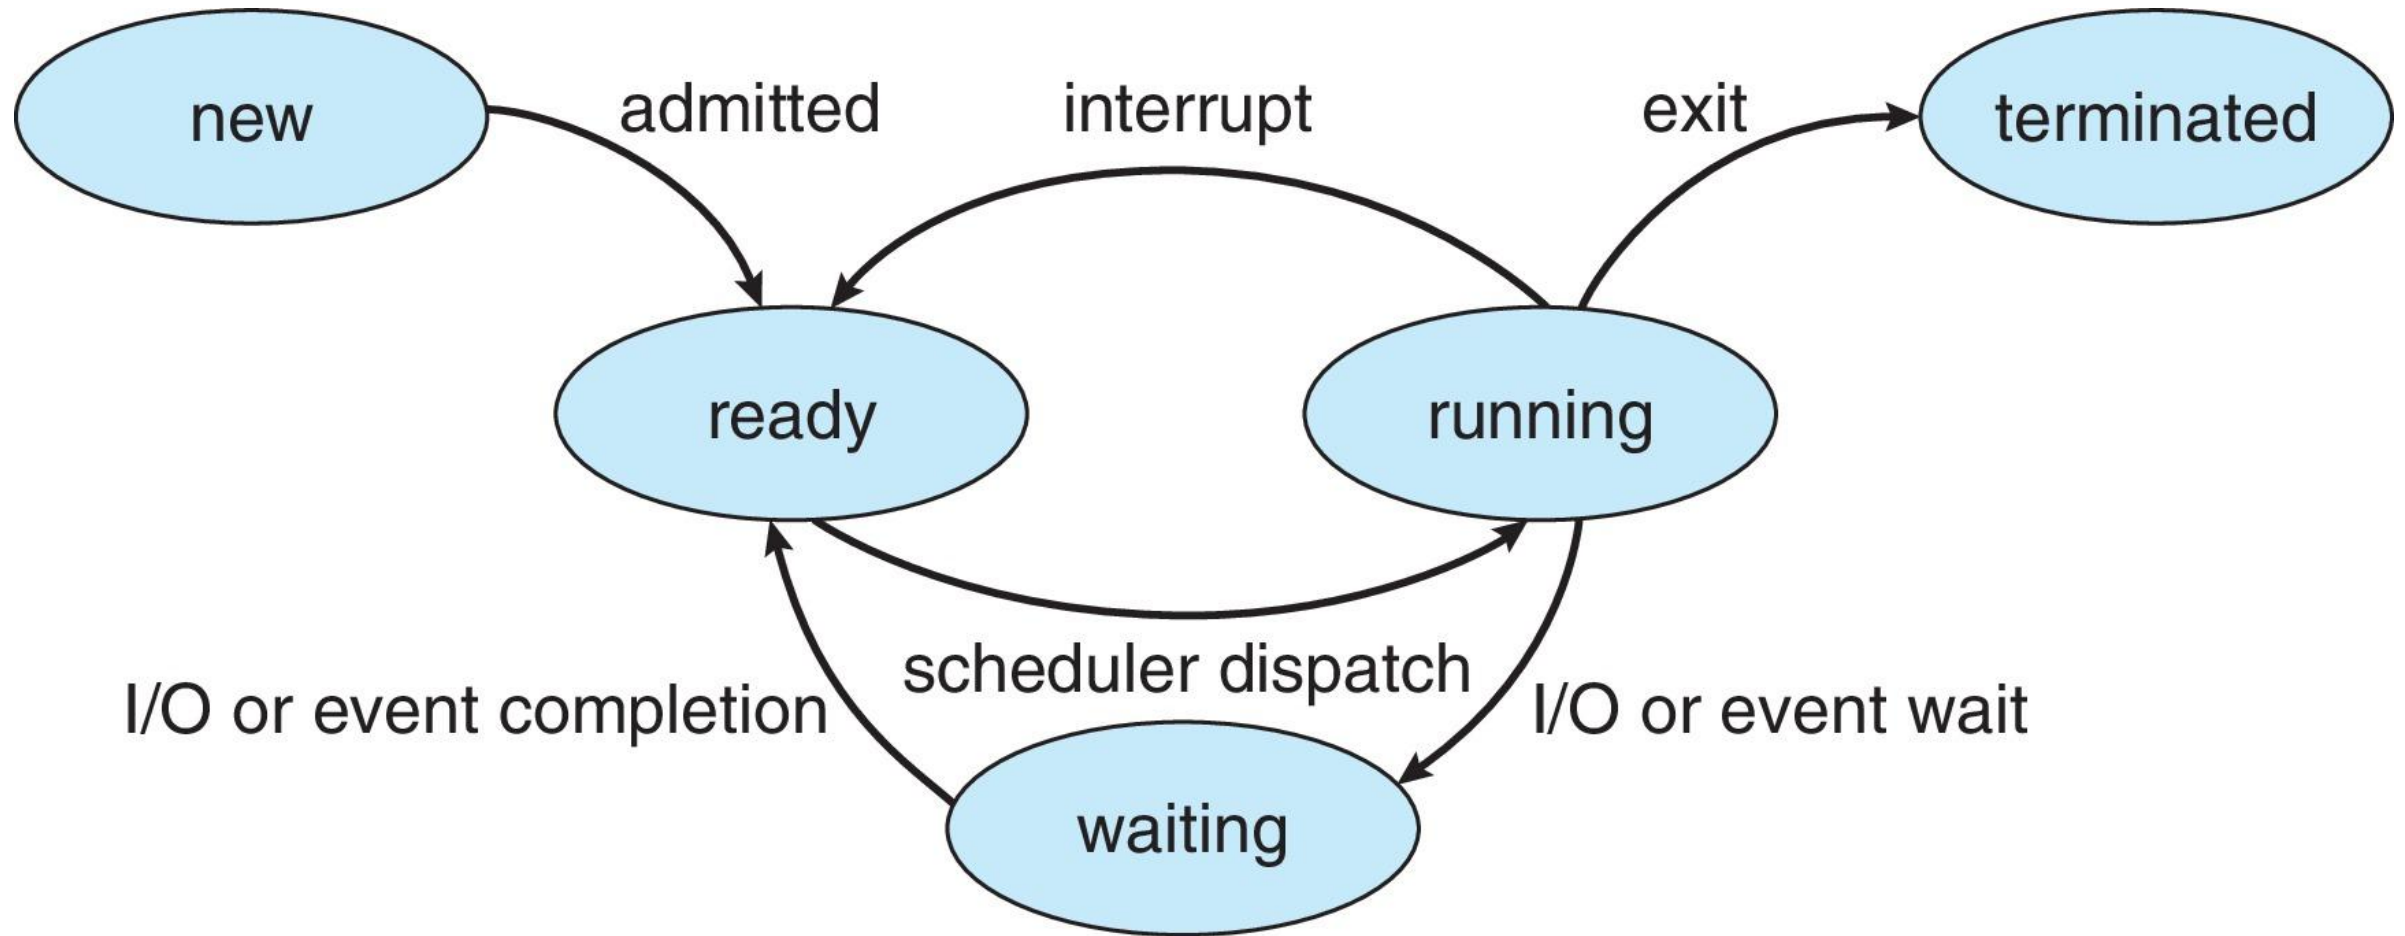 new
admitted
interrupt
exit
terminated
ready
running
scheduler dispatch
I/O or event completion
I/O or event wait
waiting